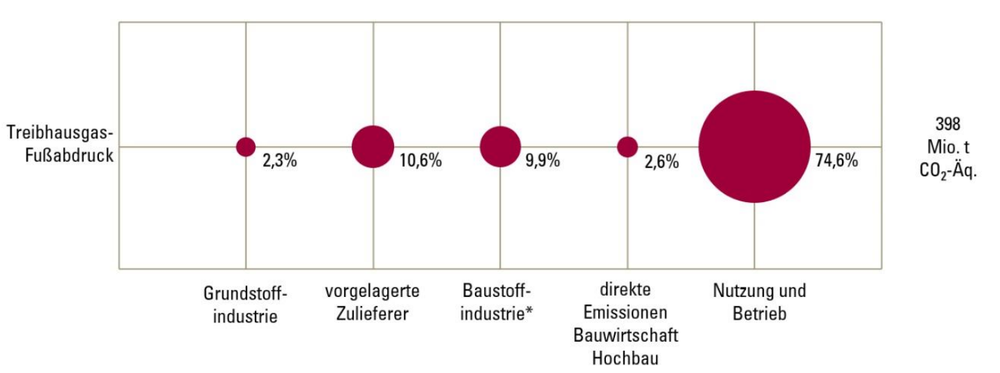 Treibhausgas-
Fußabdruck
2,3%
10,6%
9,9%
2,6%
74,6%
398
Mio. t
CO₂-Äq.
Grundstoff-
industrie
vorgelagerte
Zulieferer
Baustoff-
industrie*
direkte
Emissionen
Bauwirtschaft
Hochbau
Nutzung und
Betrieb